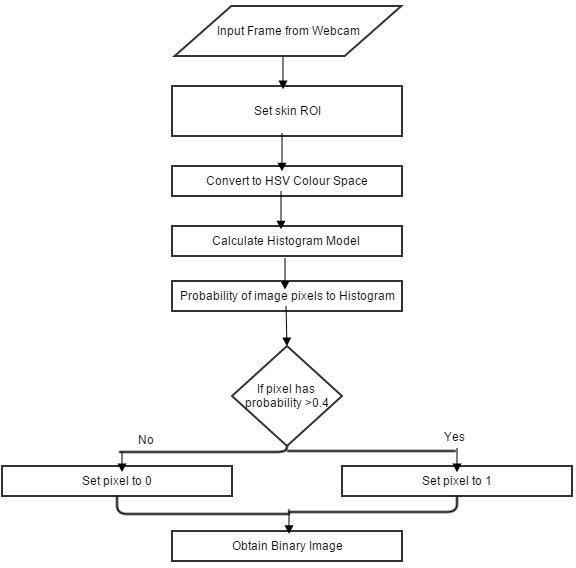 Input Frame from Webcam
Set skin ROI
Convert to HSV Colour Space
Calculate Histogram Model
Probability of image pixels to Histogram
If pixel has
probability >0.4
No
Yes
Set pixel to 0
Set pixel to 1
Obtain Binary Image